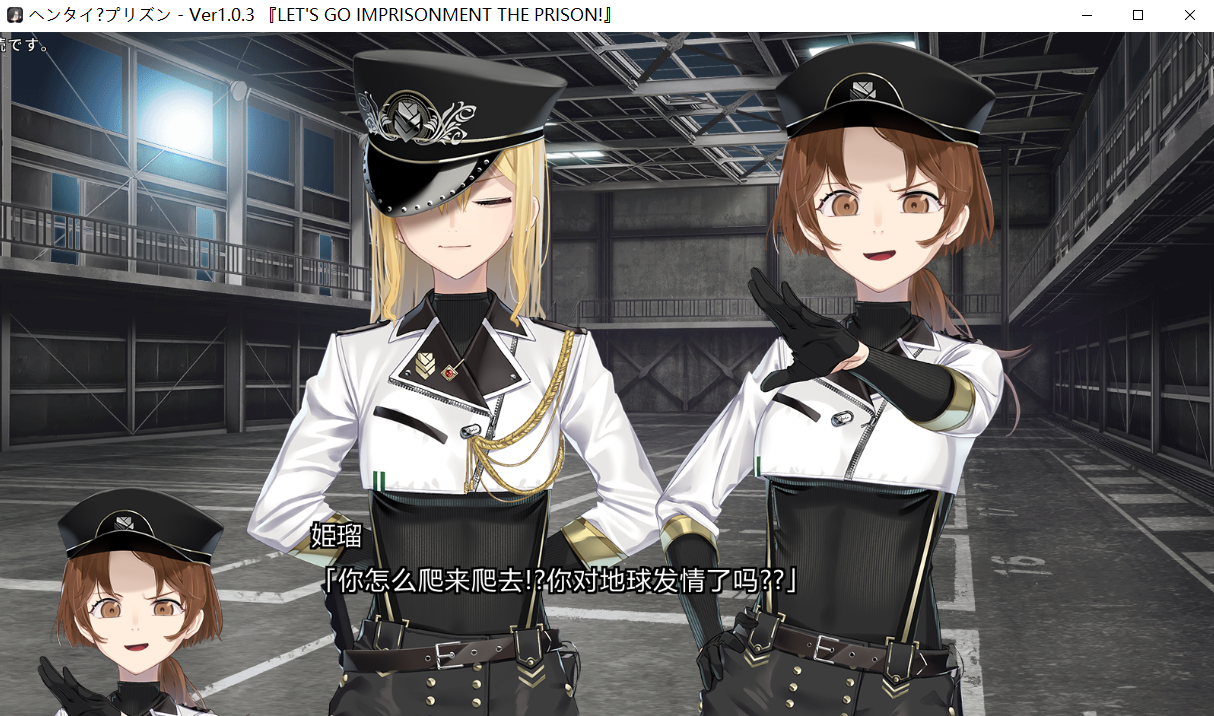 ヘンタイ?プリズン - Ver1.0.3 『LET'S GO IMPRISONMENT THE PRISON!』
です。
姫瑠
「你怎么爬来爬去!?你对地球发情了吗??」